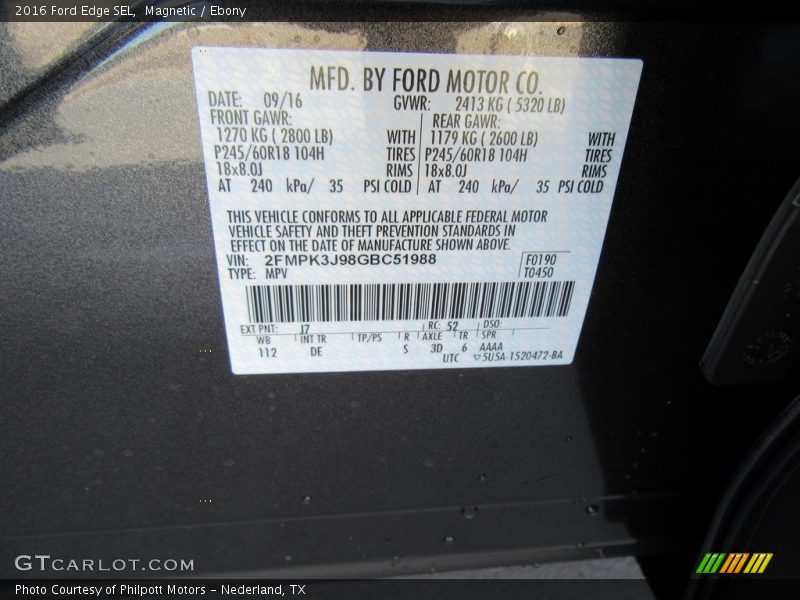 2016 Ford Edge SEL, Magnetic / Ebony
MFD. BY FORD MOTOR CO.
DATE: 09/16 GVWR: 2413 KG ( 5320 LB)
FRONT GAWR: REAR GAWR:
1270 KG ( 2800 LB) WITH 1179 KG ( 2600 LB) WITH
P245/60R18 104H TIRES P245/60R18 104H TIRES
18x8.0J RIMS 18x8.0J RIMS
AT 240 kPa/ 35 PSI COLD AT 240 kPa/ 35 PSI COLD
THIS VEHICLE CONFORMS TO ALL APPLICABLE FEDERAL MOTOR
VEHICLE SAFETY AND THEFT PREVENTION STANDARDS IN
EFFECT ON THE DATE OF MANUFACTURE SHOWN ABOVE.
VIN: 2FMPK3J98GBC51988 F0190
TYPE: MPV T0450
EXT PNT: J7 RC: 52 DSO:
WB INT TR TP/PS R AXLE TR SPR
112 DE S 3D 6 AAAA
UTC 5U5A-1520472-BA
GTCARLOT.COM
Photo Courtesy of Philpott Motors - Nederland, TX